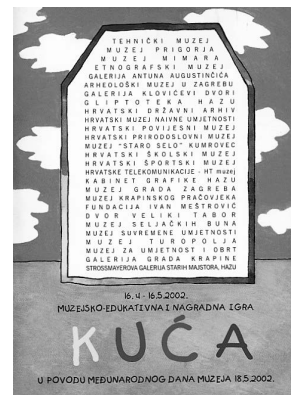 TEHNIČKI MUZEJ
MUZEJ PRIGORJA
MUZEJ MIMARA
ETNOGRAFSKI MUZEJ
GALERIJA ANTUNA AUGUSTINČIĆA
ARHEOLOŠKI MUZEJ U ZAGREBU
GALERIJA KLOVIĆEVI DVORI
GLIPTOTEKA HAZU
HRVATSKI DRŽAVNI ARHIV
HRVATSKI MUZEJ NAIVNE UMJETNOSTI
HRVATSKI POVIJESNI MUZEJ
HRVATSKI PRIRODOSLOVNI MUZEJ
MUZEJ "STARO SELO" KUMROVEC
HRVATSKI ŠKOLSKI MUZEJ
HRVATSKI ŠPORTSKI MUZEJ
HRVATSKE TELEKOMUNIKACIJE - HT muzej
KABINET GRAFIKE HAZU
MUZEJ GRADA ZAGREBA
MUZEJ KRAPINSKOG PRAČOVJEKA
FUNDACIJA IVAN MEŠTROVIĆ
DVOR VELIKI TABOR
MUZEJ SELJAČKIH BUNA
MUZEJ SUVREMENE UMJETNOSTI
MUZEJ TUROPOLJA
MUZEJ ZA UMJETNOST I OBRT
GALERIJA GRADA KRAPINE
STROSSMAYEROVA GALERIJA STARIH MAJSTORA, HAZU
16.4 - 16.5.2002.
MUZEJSKO-EDUKATIVNA I NAGRADNA IGRA
KUĆA
U POVODU MEĐUNARODNOG DANA MUZEJA 18.5.2002.